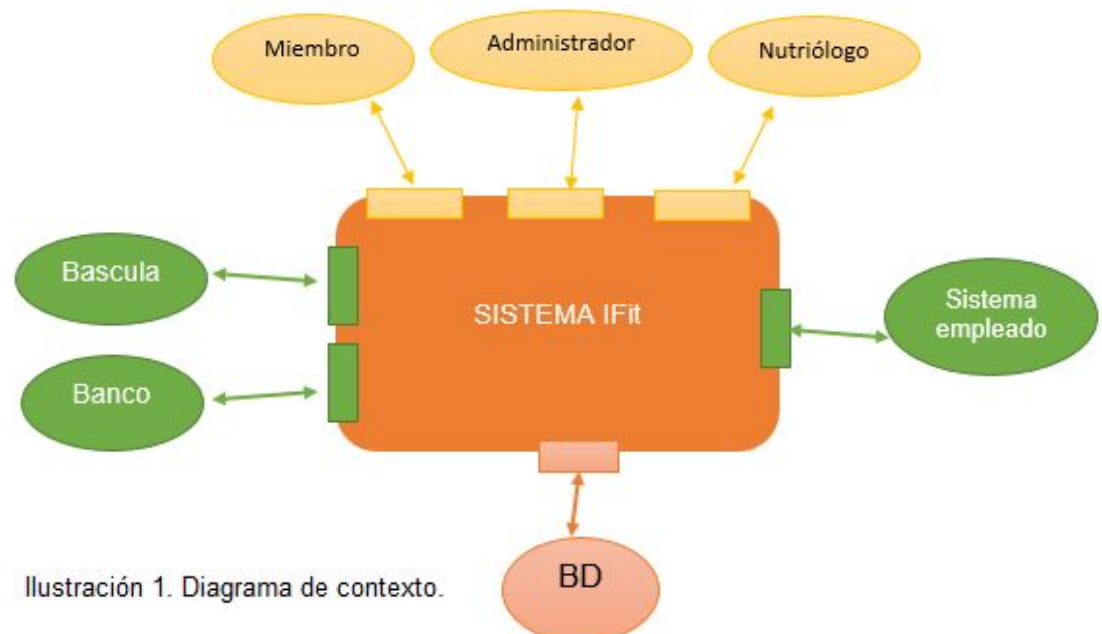 Miembro
Administrador
Nutriólogo
Bascula
SISTEMA IFit
Sistema
empleado
Banco
BD
Ilustración 1. Diagrama de contexto.